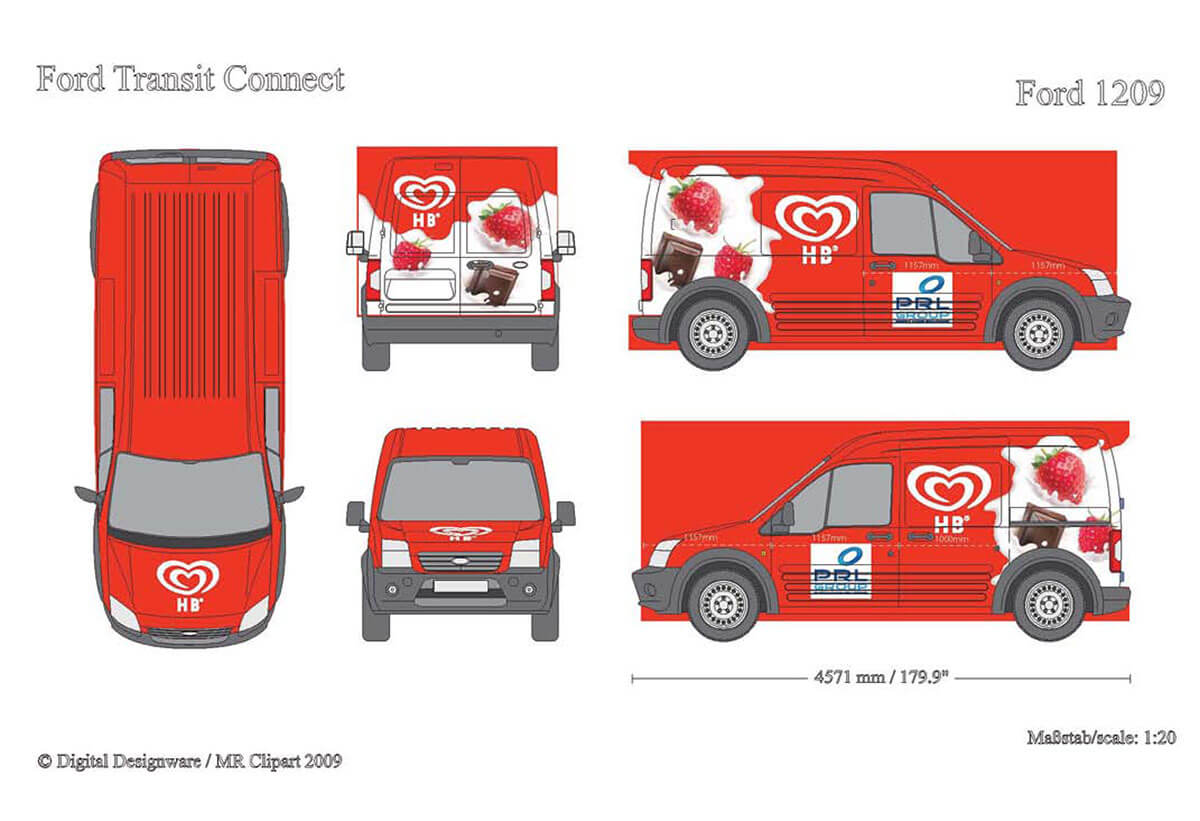 Ford Transit Connect
Ford 1209
HB®
HB®
1157mm
1157mm
PRL
GROUP
HB®
HB®
HB®
1157mm
1157mm
1000mm
PRL
GROUP
4571 mm / 179.9"
Maßstab/scale: 1:20
© Digital Designware / MR Clipart 2009